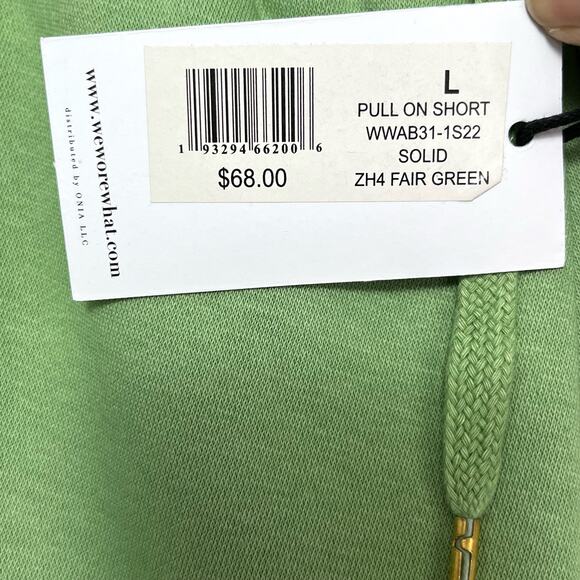 www.weworewhat.com
distributed by ONIA LLC
L
PULL ON SHORT
WWAB31-1S22
SOLID
ZH4 FAIR GREEN
1 93294 66200 6
$68.00